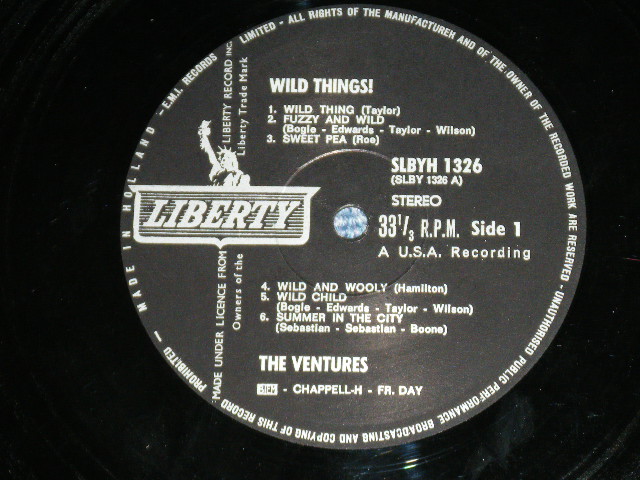 LIMITED - ALL RIGHTS OF THE MANUFACTURER AND OF THE OWNER OF THE RECORDED WORK ARE RESERVED - UNAUTHORISED PUBLIC PERFORMANCE BROADCASTING AND COPYING OF THIS RECORD PROHIBITED - MADE IN HOLLAND - E.M.I. RECORDS
WILD THINGS!
1. WILD THING (Taylor)
2. FUZZY AND WILD
(Bogle - Edwards - Taylor - Wilson)
3. SWEET PEA (Roe)
SLBYH 1326
(SLBY 1326 A)
STEREO
33 1/3 R.P.M. Side 1
A U.S.A. Recording
LIBERTY
MADE UNDER LICENCE FROM LIBERTY RECORD INC.
Owners of the Liberty Trade Mark
4. WILD AND WOOLY (Hamilton)
5. WILD CHILD
(Bogle - Edwards - Taylor - Wilson)
6. SUMMER IN THE CITY
(Sebastian - Sebastian - Boone)
THE VENTURES
- CHAPPELL-H - FR. DAY